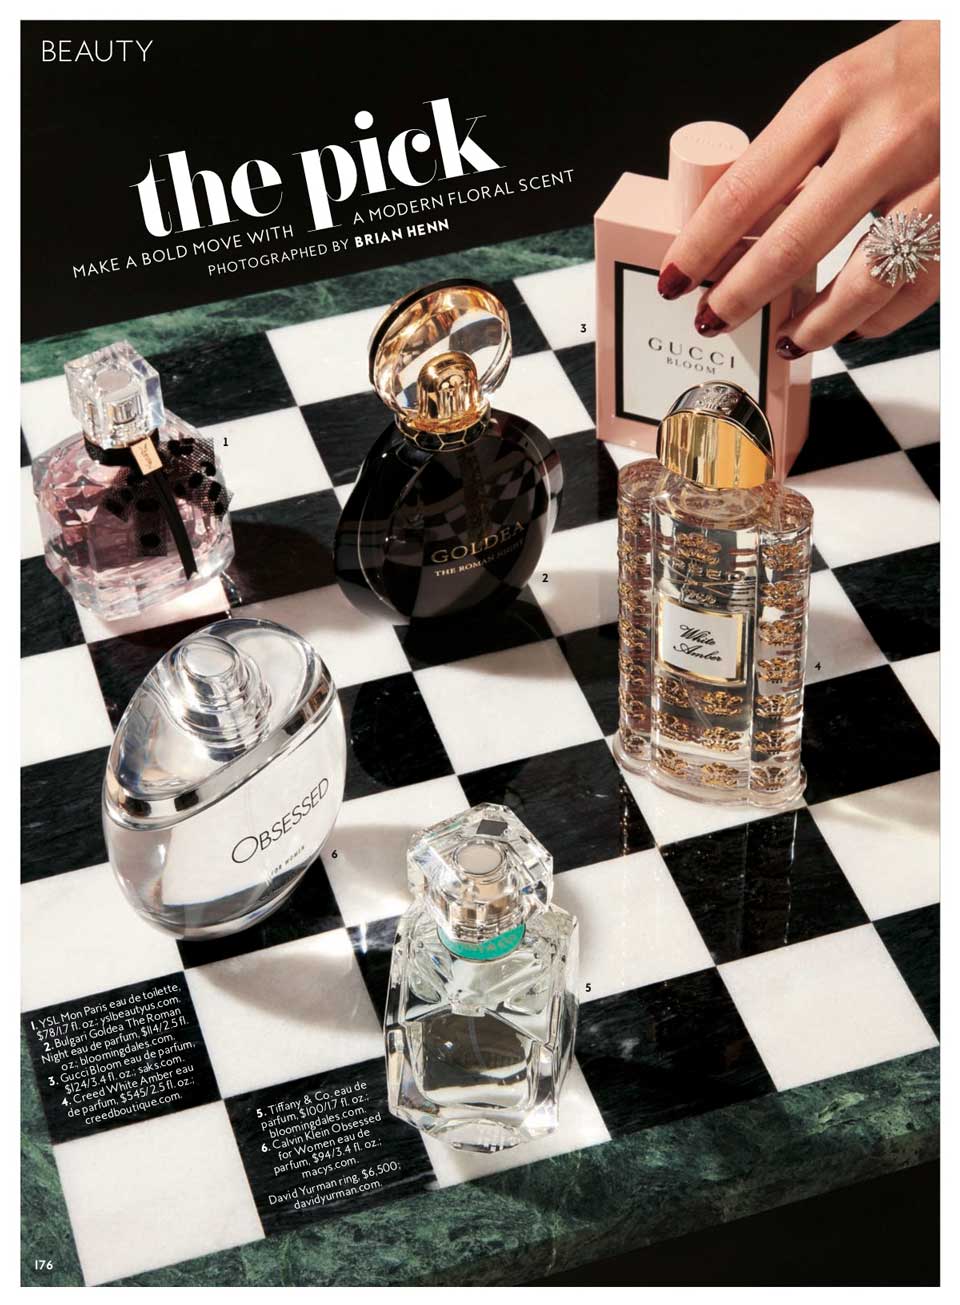 BEAUTY
the pick
MAKE A BOLD MOVE WITH A MODERN FLORAL SCENT
PHOTOGRAPHED BY BRIAN HENN
3
GUCCI
BLOOM
1
GOLDEA
THE ROMAN NIGHT
2
CREED
White
Amber
4
OBSESSED
FOR WOMEN
6
5
1. YSL Mon Paris eau de toilette,
$78/1.7 fl. oz.; yslbeautyus.com.
2. Bulgari Goldea The Roman
Night eau de parfum, $114/2.5 fl.
oz.; bloomingdales.com.
3. Gucci Bloom eau de parfum,
$124/3.4 fl. oz.; saks.com.
4. Creed White Amber eau
de parfum, $545/2.5 fl. oz.;
creedboutique.com.
5. Tiffany & Co. eau de
parfum, $100/1.7 fl. oz.;
bloomingdales.com.
6. Calvin Klein Obsessed
for Women eau de
parfum, $94/3.4 fl. oz.;
macys.com.
David Yurman ring, $6,500;
davidyurman.com.
176